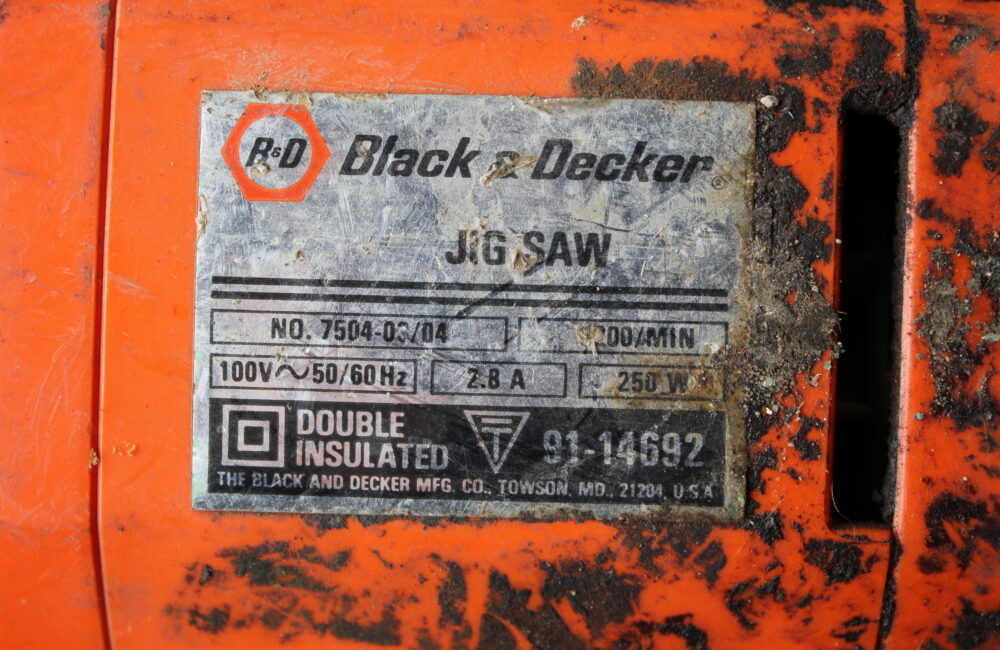 B&D Black & Decker®
JIG SAW
NO. 7504-03/04
100V~50/60Hz 2.8 A 250 W
DOUBLE
INSULATED
T 91-14692
THE BLACK AND DECKER MFG. CO., TOWSON, MD., 21204, U.S.A